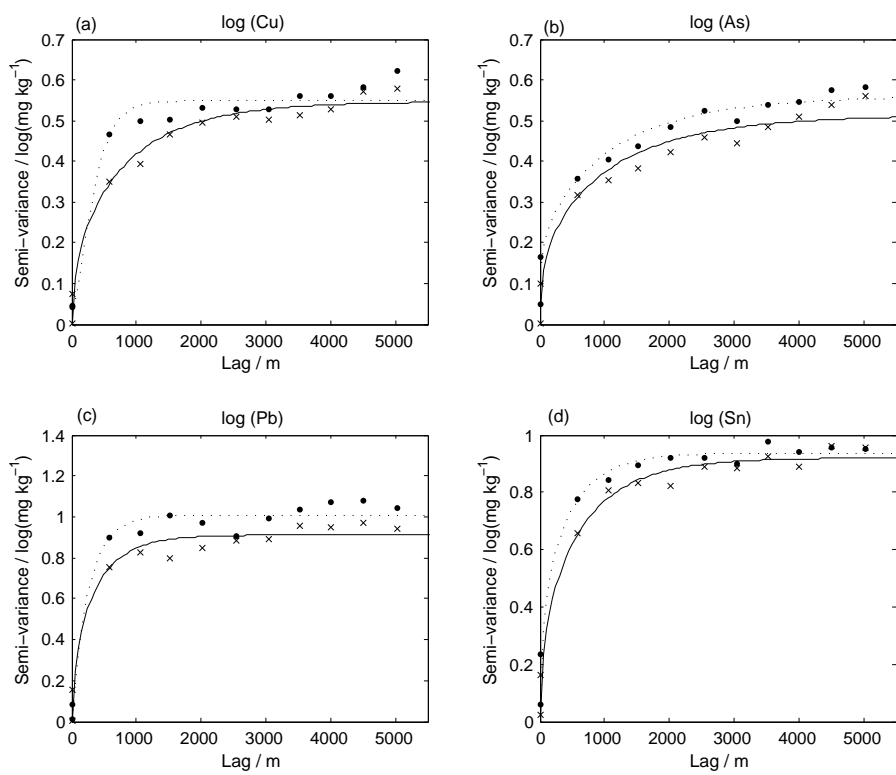 (a) log (Cu)
0.7
0.6
0.5
0.4
0.3
0.2
0.1
0
Semi−variance / log(mg kg⁻¹)
0 1000 2000 3000 4000 5000
Lag / m
(b) log (As)
0.7
0.6
0.5
0.4
0.3
0.2
0.1
0
Semi−variance / log(mg kg⁻¹)
0 1000 2000 3000 4000 5000
Lag / m
(c) log (Pb)
1.4
1.2
1
0.8
0.6
0.4
0.2
0
Semi−variance / log(mg kg⁻¹)
0 1000 2000 3000 4000 5000
Lag / m
(d) log (Sn)
1
0.8
0.6
0.4
0.2
0
Semi−variance / log(mg kg⁻¹)
0 1000 2000 3000 4000 5000
Lag / m